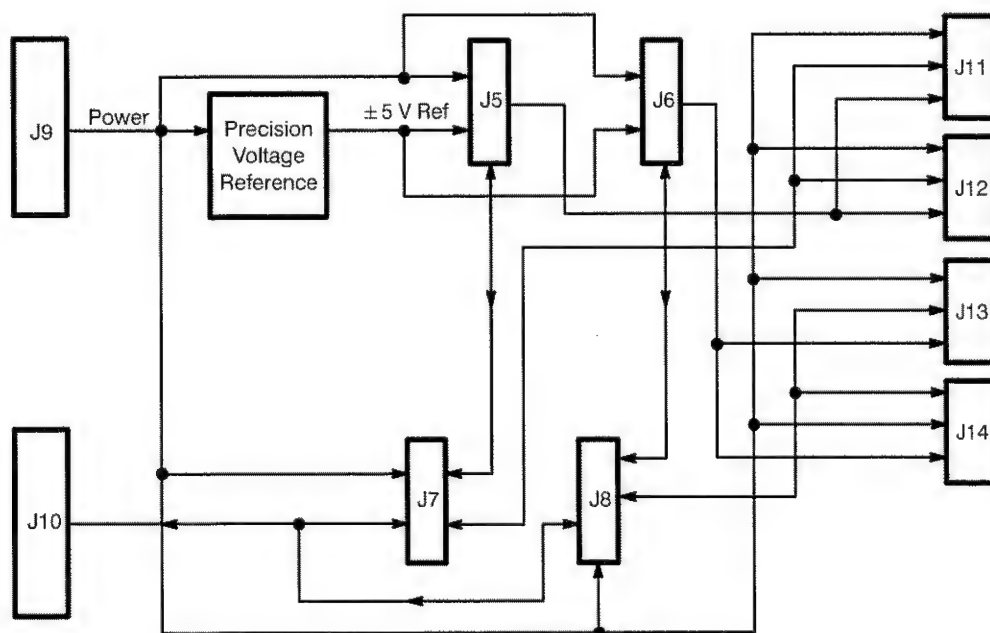 J9
Power
Precision
Voltage
Reference
±5 V Ref
J5
J6
J11
J12
J13
J14
J10
J7
J8